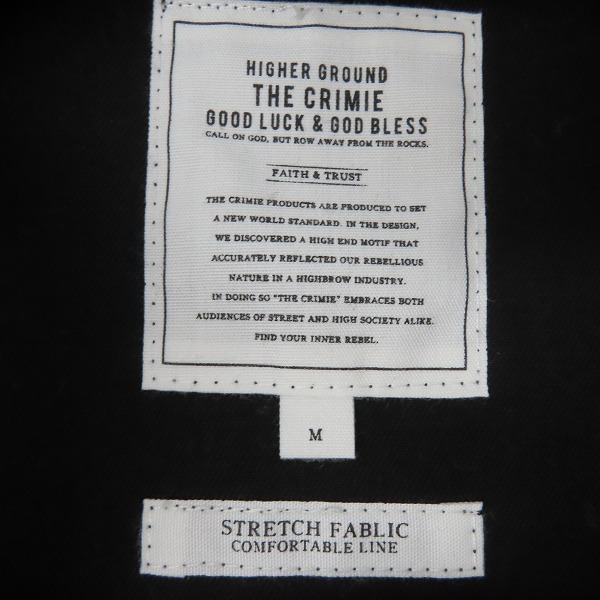 HIGHER GROUND
THE CRIMIE
GOOD LUCK & GOD BLESS
CALL ON GOD, BUT ROW AWAY FROM THE ROCKS.
FAITH & TRUST
THE CRIMIE PRODUCTS ARE PRODUCED TO SET
A NEW WORLD STANDARD. IN THE DESIGN,
WE DISCOVERED A HIGH END MOTIF THAT
ACCURATELY REFLECTED OUR REBELLIOUS
NATURE IN A HIGHBROW INDUSTRY.
IN DOING SO "THE CRIMIE" EMBRACES BOTH
AUDIENCES OF STREET AND HIGH SOCIETY ALIKE.
FIND YOUR INNER REBEL.
M
STRETCH FABLIC
COMFORTABLE LINE